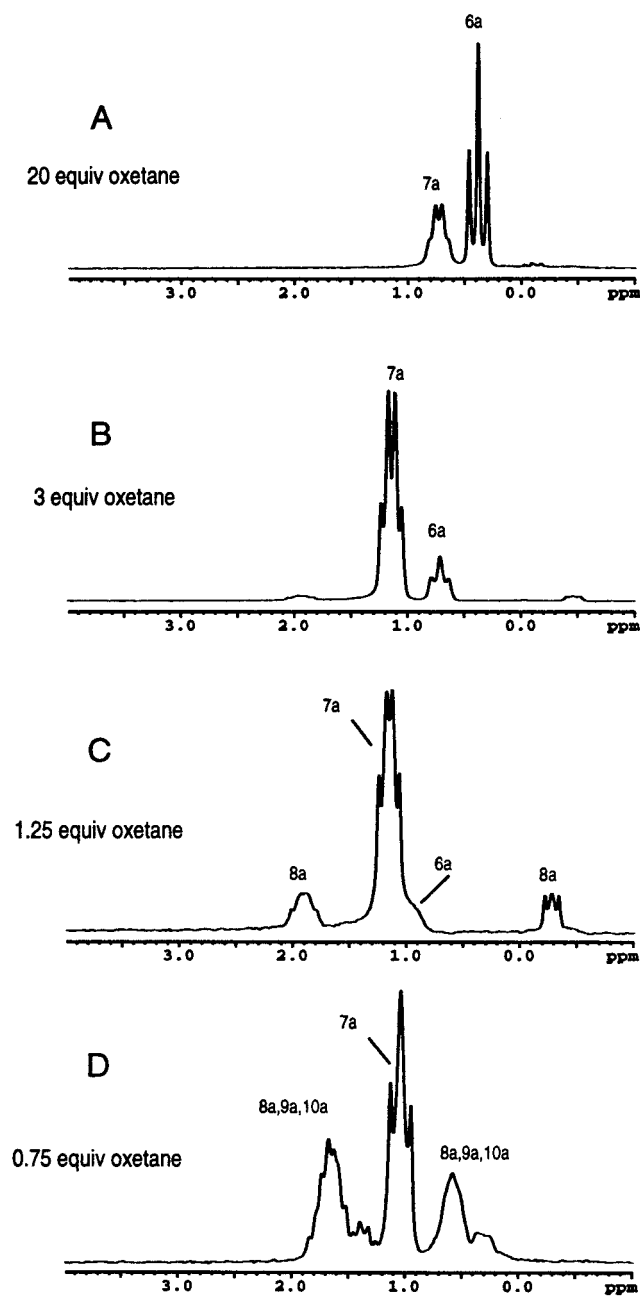 6a
A
20 equiv oxetane
7a
3.0 2.0 1.0 0.0 ppm
7a
B
3 equiv oxetane
6a
3.0 2.0 1.0 0.0 ppm
7a
C
1.25 equiv oxetane
8a
6a
8a
3.0 2.0 1.0 0.0 ppm
7a
D
8a,9a,10a
8a,9a,10a
0.75 equiv oxetane
3.0 2.0 1.0 0.0 ppm